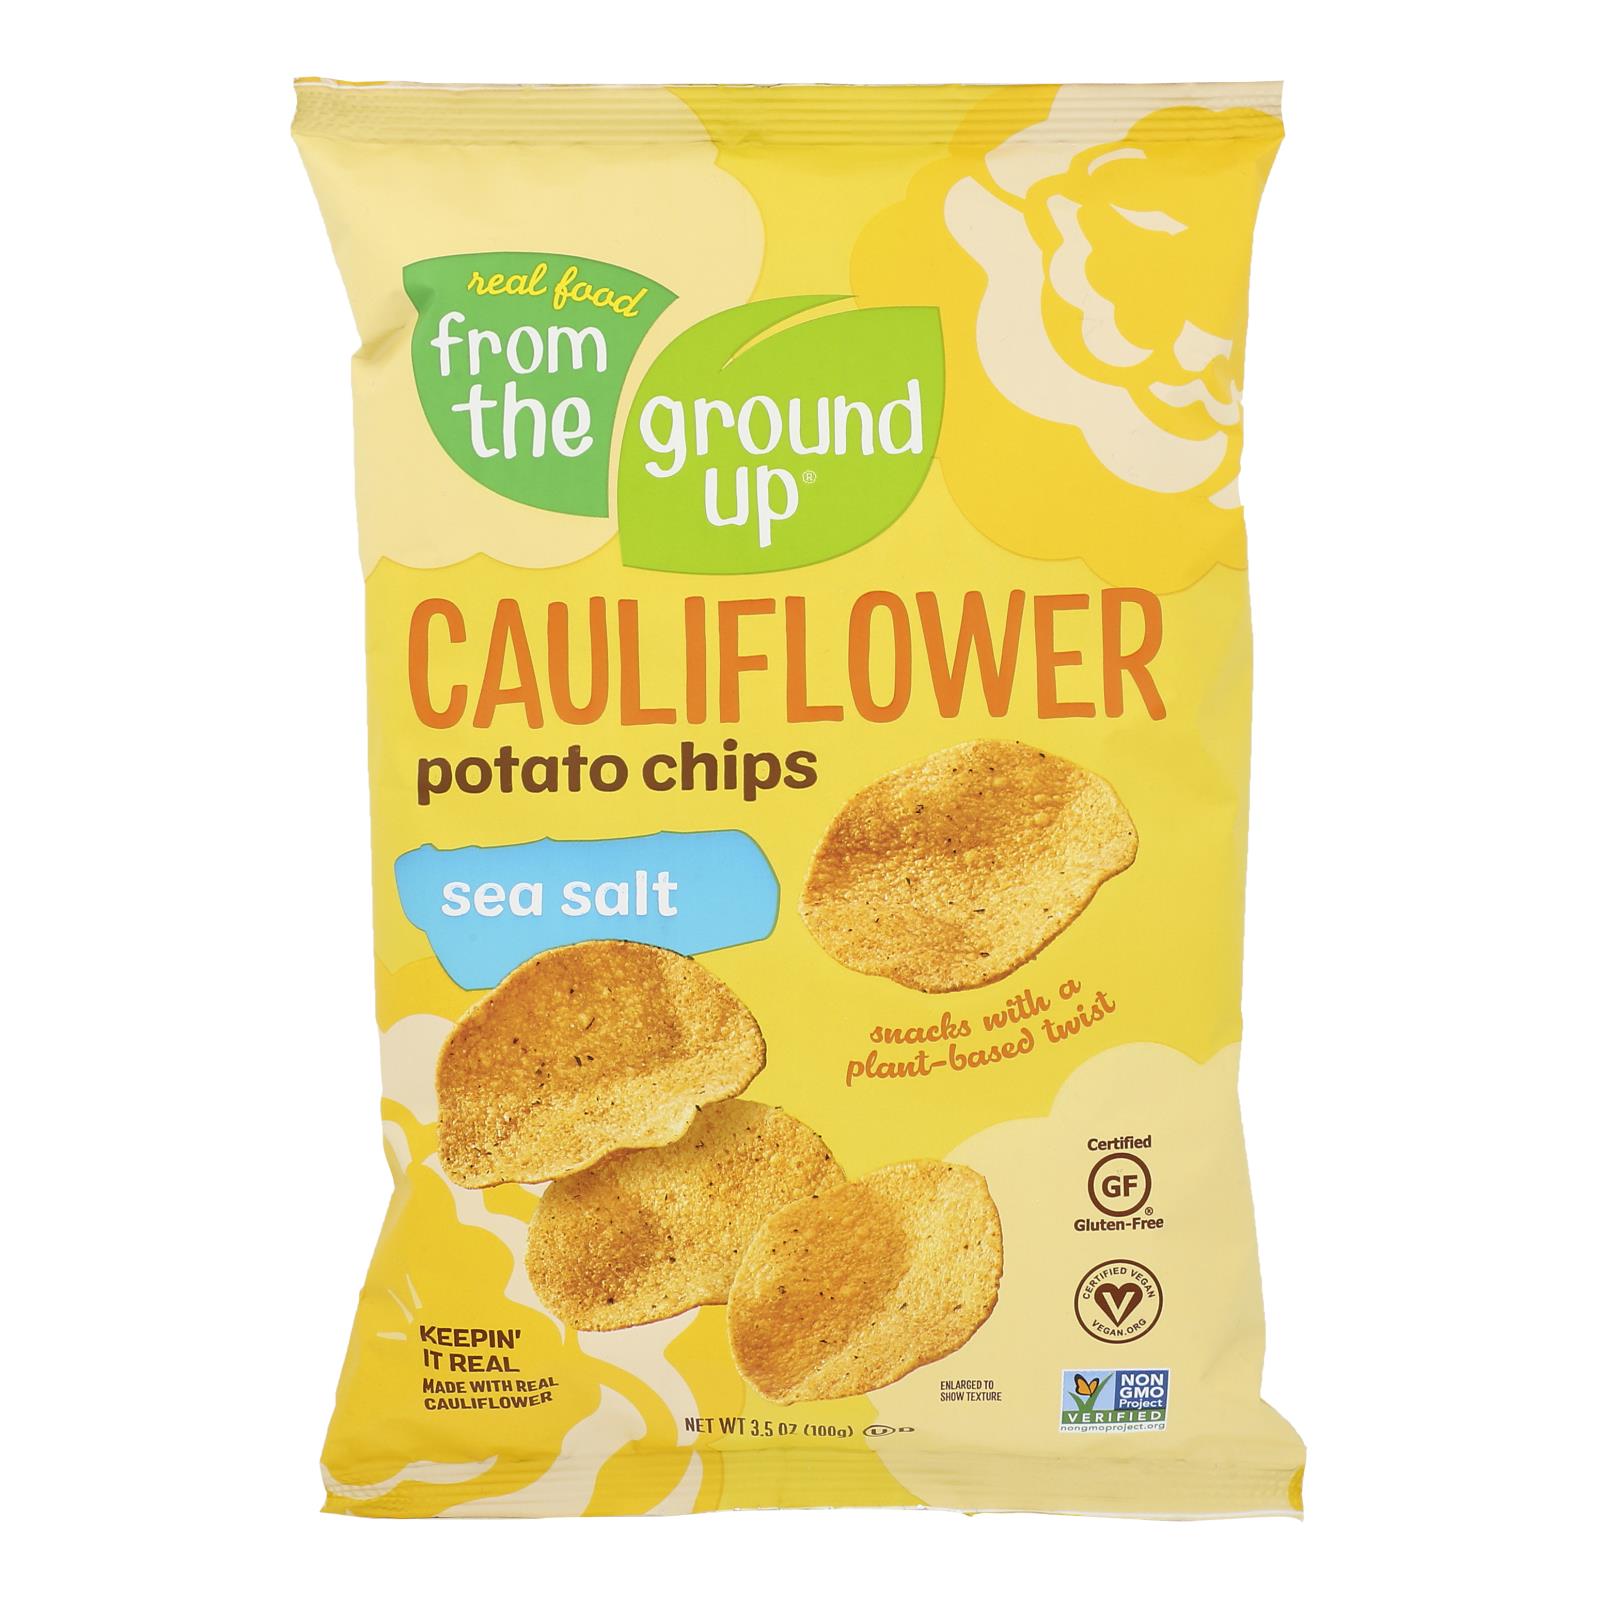 real food
from
the
ground
up®
CAULIFLOWER
potato chips
sea salt
snacks with a
plant-based twist
Certified
GF
®
Gluten-Free
CERTIFIED VEGAN
V
VEGAN.ORG
KEEPIN'
IT REAL
MADE WITH REAL
CAULIFLOWER
ENLARGED TO
SHOW TEXTURE
NON
GMO
Project
VERIFIED
nongmoproject.org
NET WT 3.5 OZ (100g) U D